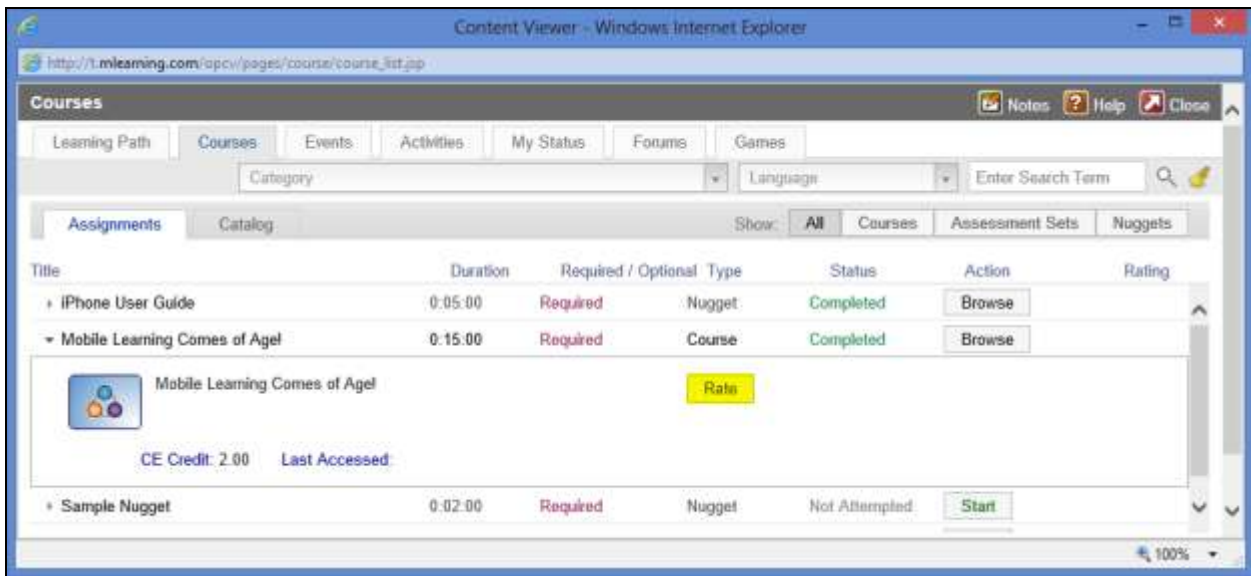 Content Viewer - Windows Internet Explorer
http://t.mlearning.com/opcv/pages/course/course_list.jsp
Courses Notes Help Close
Learning Path Courses Events Activities My Status Forums Games
Category Language Enter Search Term
Assignments Catalog Show: All Courses Assessment Sets Nuggets
Title Duration Required / Optional Type Status Action Rating
iPhone User Guide 0:05:00 Required Nugget Completed Browse
Mobile Learning Comes of Age! 0:15:00 Required Course Completed Browse
Mobile Learning Comes of Age! Rate
CE Credit: 2.00 Last Accessed:
Sample Nugget 0:02:00 Required Nugget Not Attempted Start
100%